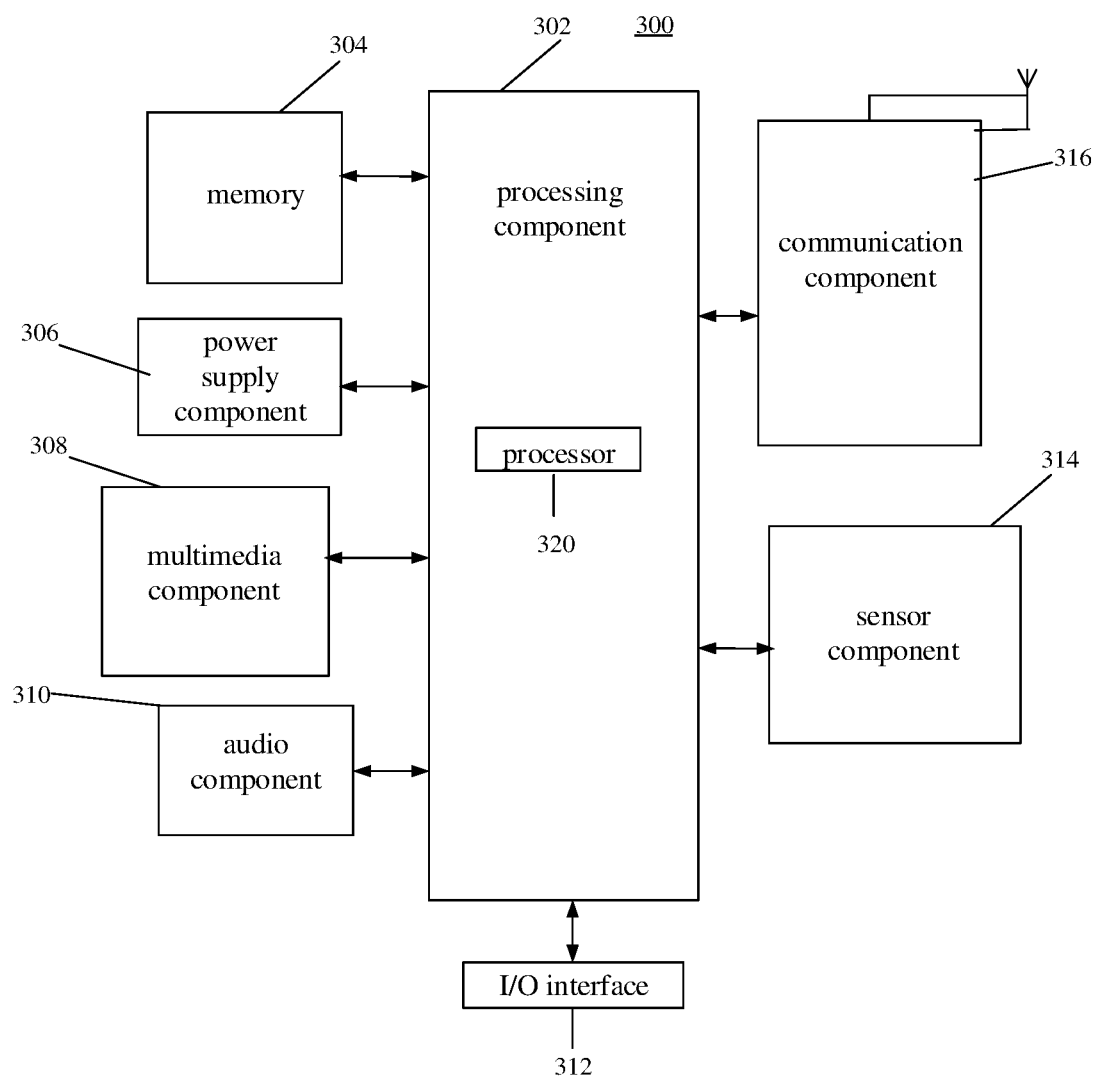 302
300
304
memory
processing
component
316
communication
component
306
power
supply
component
308
processor
320
314
multimedia
component
sensor
component
310
audio
component
I/O interface
312